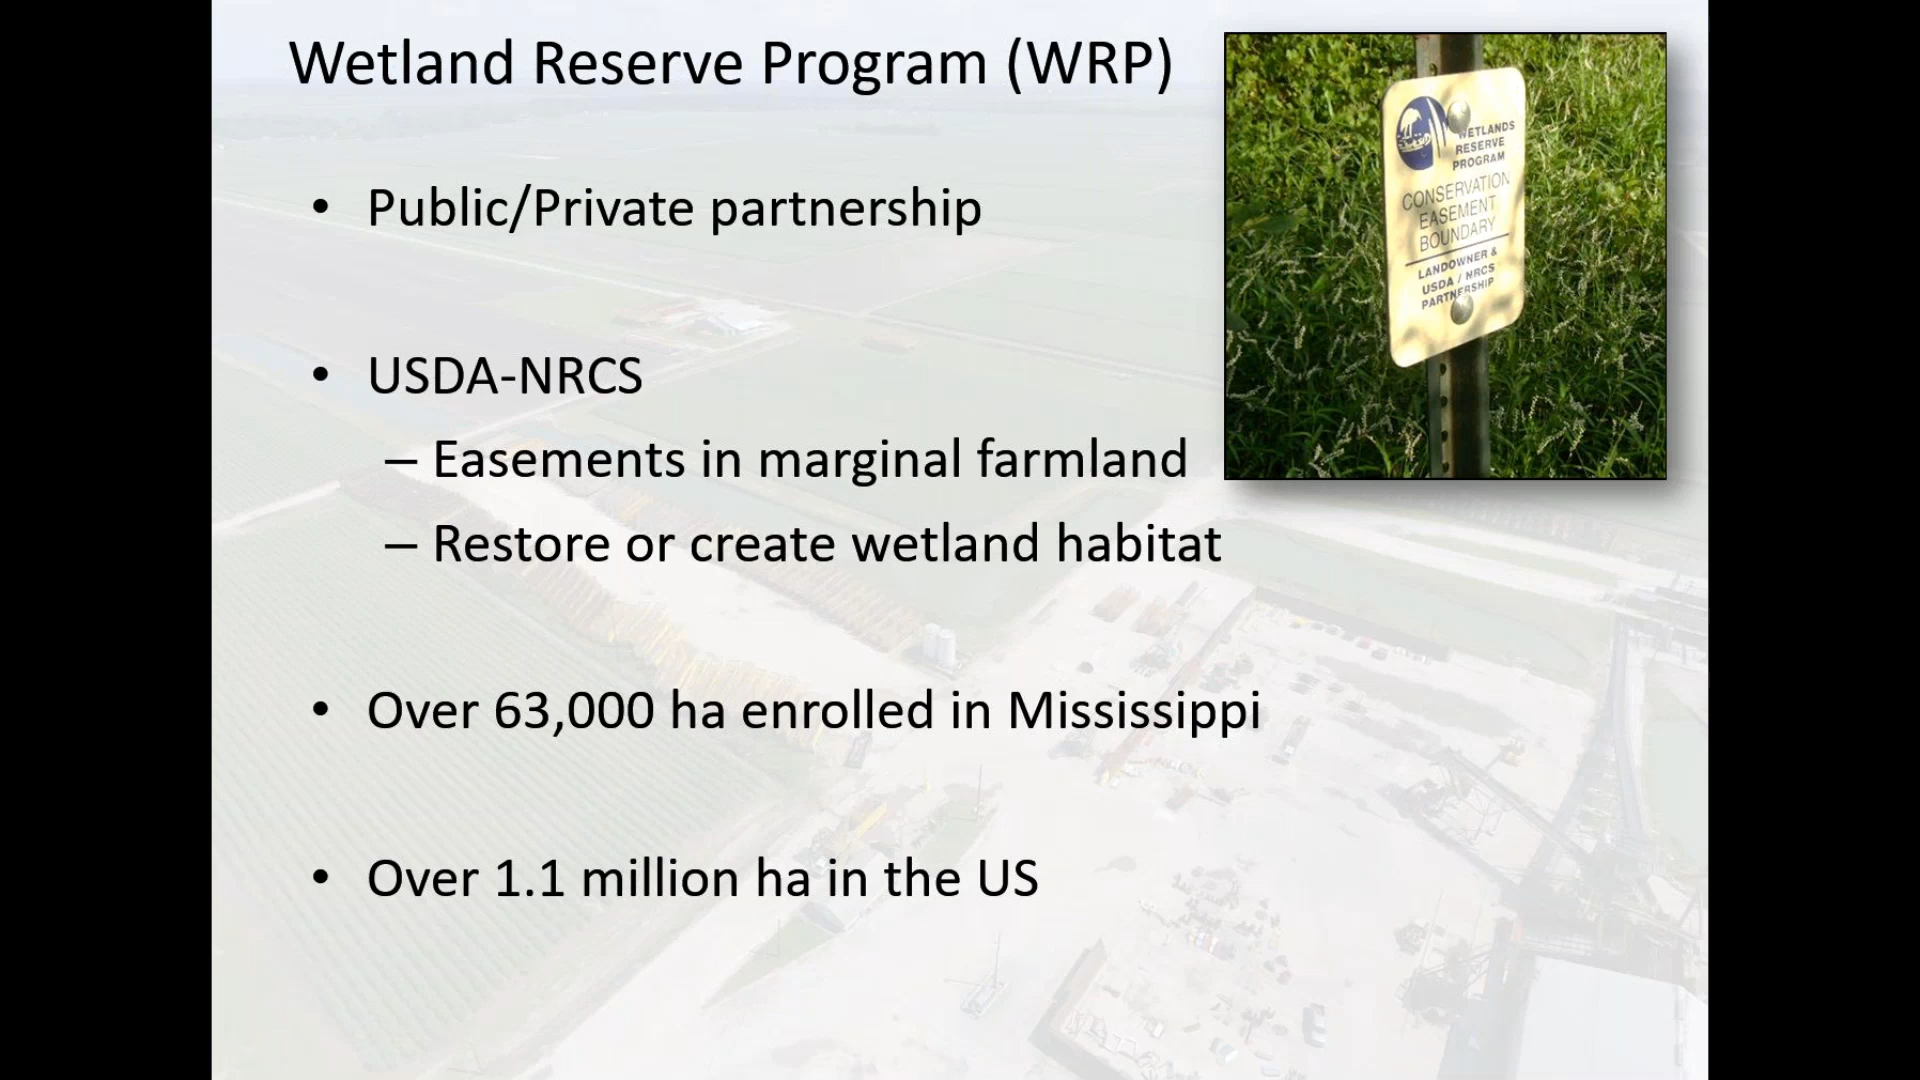 Wetland Reserve Program (WRP)
• Public/Private partnership
• USDA-NRCS
– Easements in marginal farmland
– Restore or create wetland habitat
• Over 63,000 ha enrolled in Mississippi
• Over 1.1 million ha in the US
WETLANDS
RESERVE
PROGRAM
CONSERVATION
EASEMENT
BOUNDARY
LANDOWNER &
USDA / NRCS
PARTNERSHIP